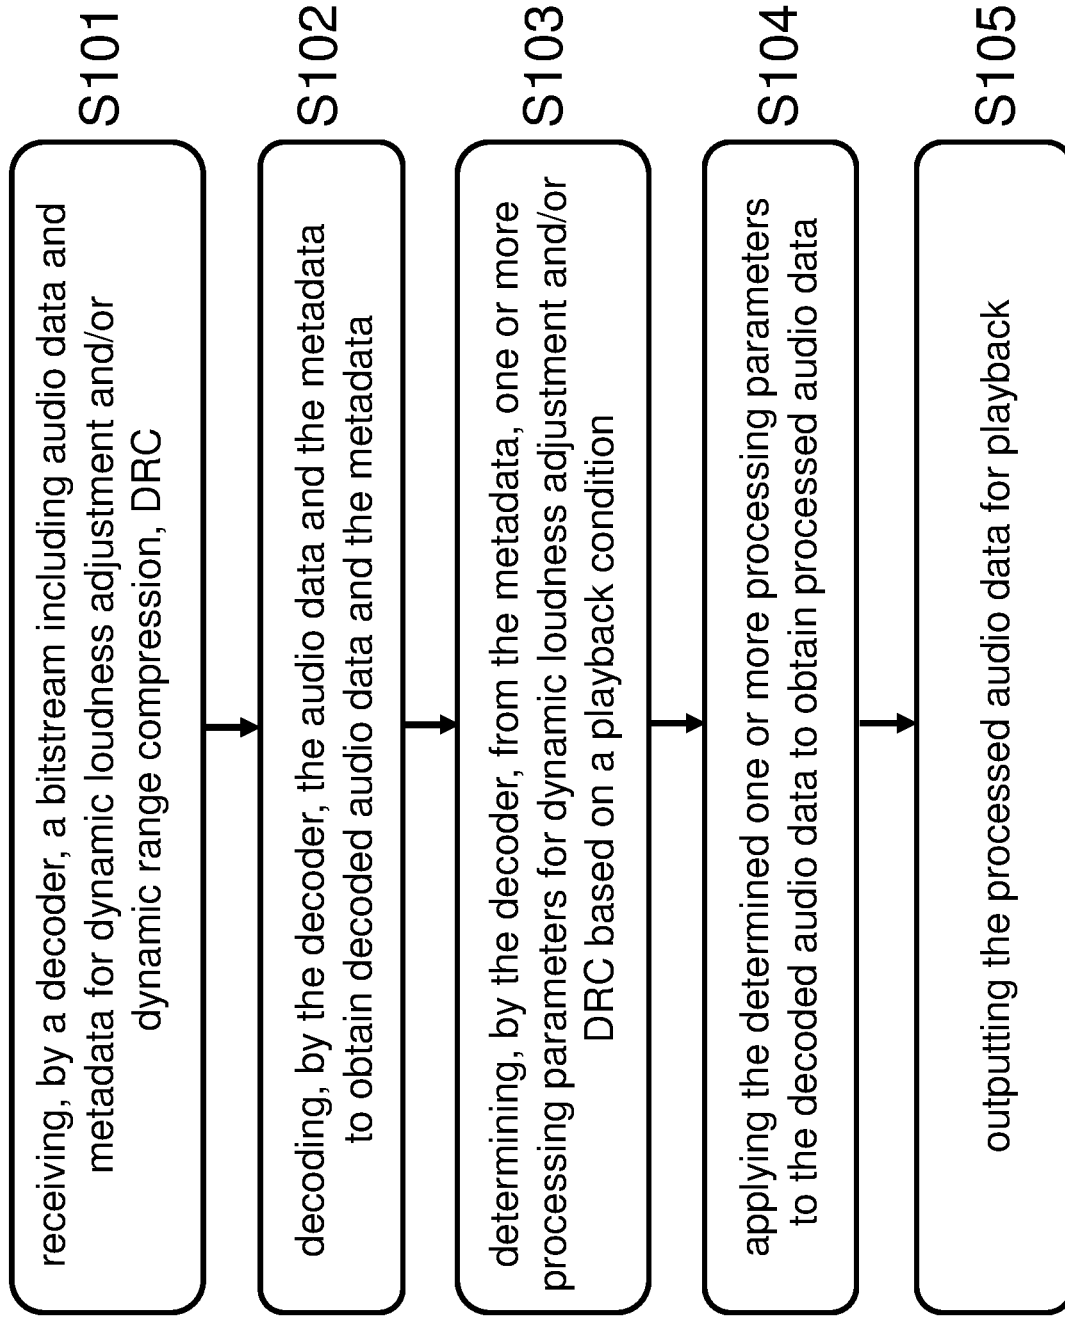 receiving, by a decoder, a bitstream including audio data and
metadata for dynamic loudness adjustment and/or
dynamic range compression, DRC
S101
decoding, by the decoder, the audio data and the metadata
to obtain decoded audio data and the metadata
S102
determining, by the decoder, from the metadata, one or more
processing parameters for dynamic loudness adjustment and/or
DRC based on a playback condition
S103
applying the determined one or more processing parameters
to the decoded audio data to obtain processed audio data
S104
outputting the processed audio data for playback
S105